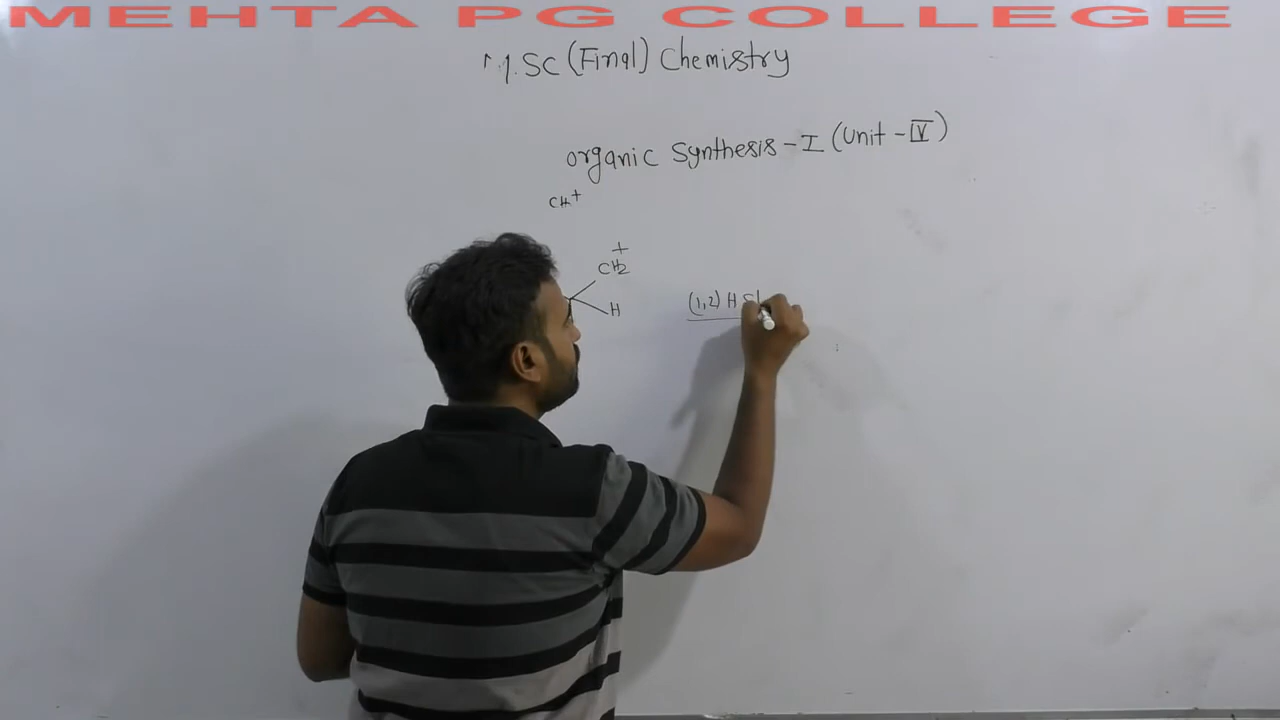 MEHTA PG COLLEGE
M.SC (Final) Chemistry
Organic Synthesis - I (Unit - IV)
CH+
+
CH2
H
(1,2) H